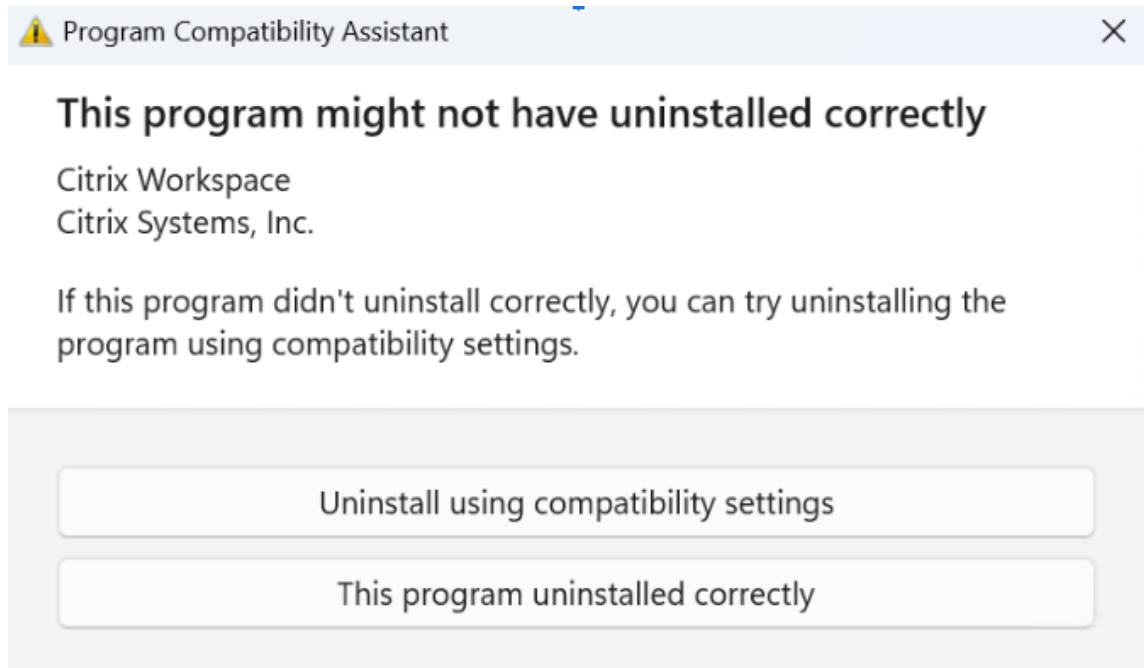 Program Compatibility Assistant
This program might not have uninstalled correctly
Citrix Workspace
Citrix Systems, Inc.
If this program didn't uninstall correctly, you can try uninstalling the
program using compatibility settings.
Uninstall using compatibility settings
This program uninstalled correctly